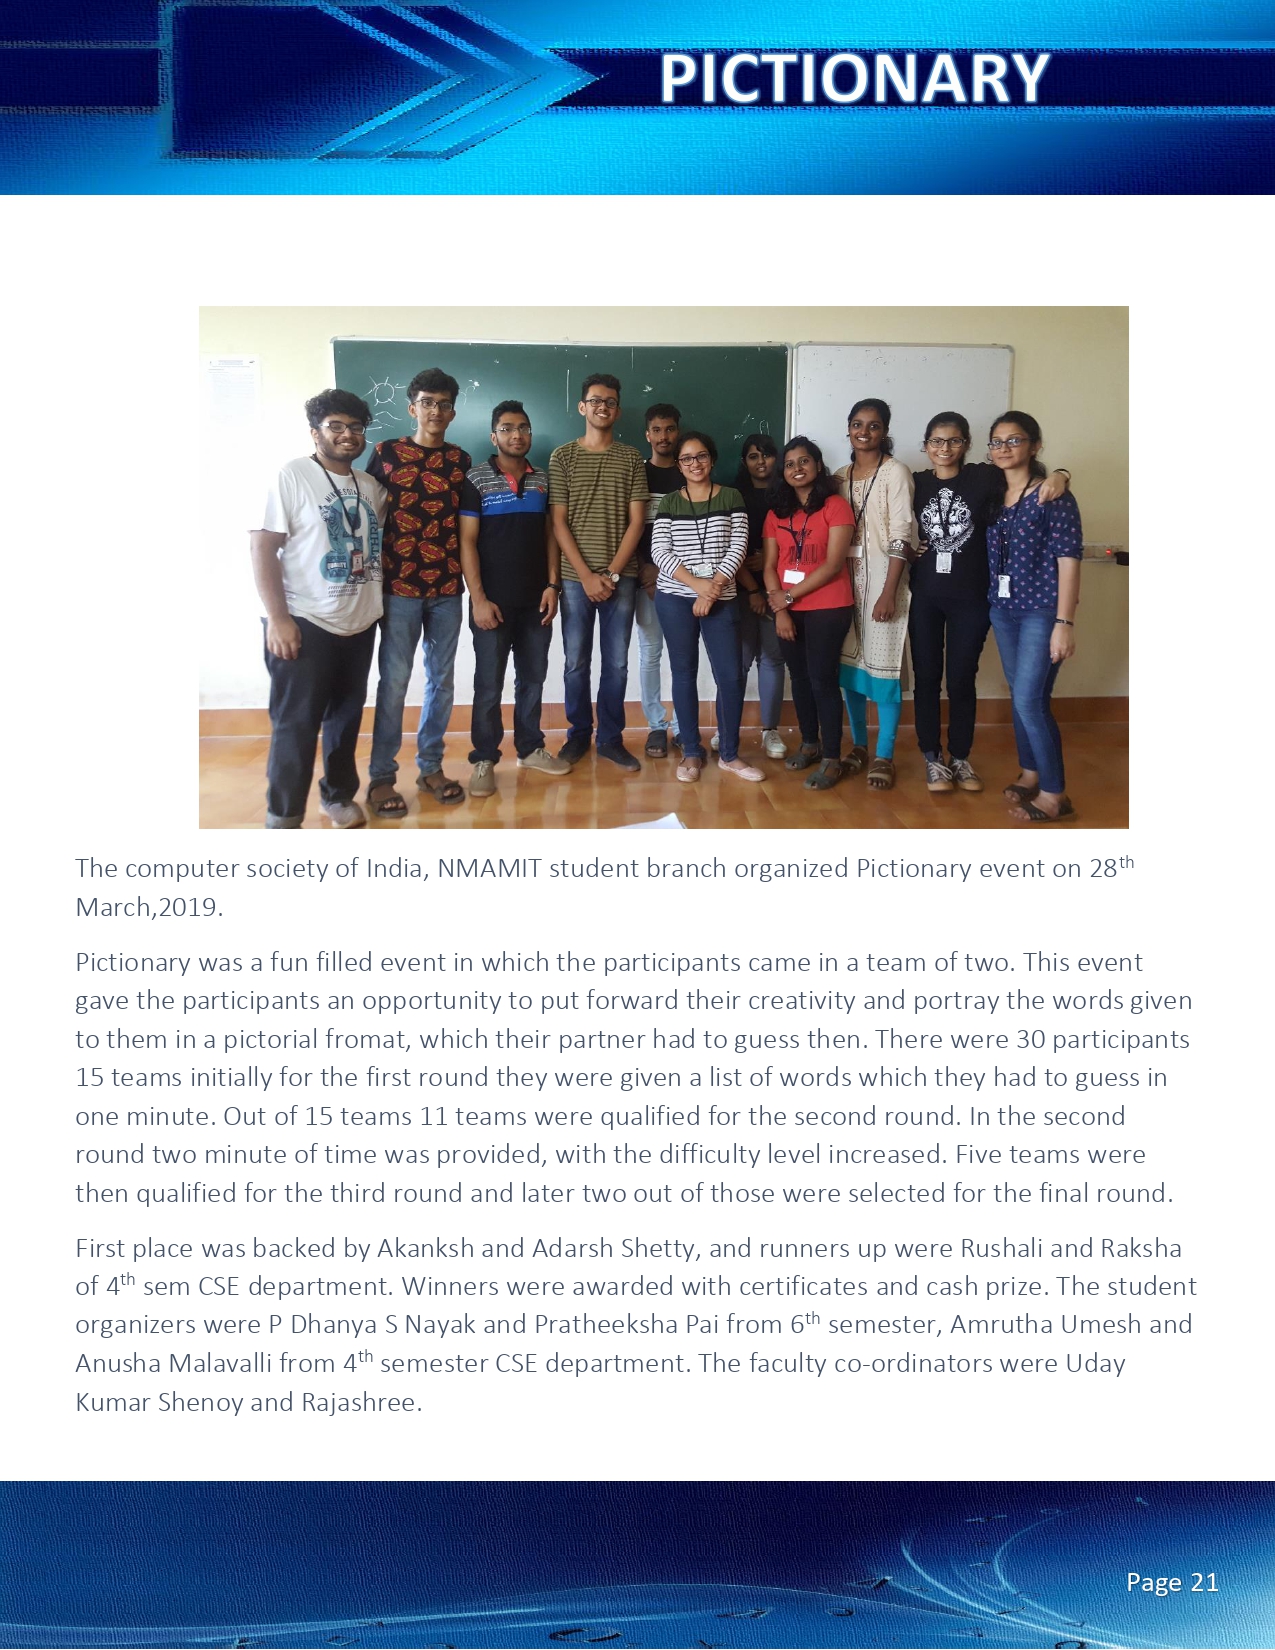 PICTIONARY
The computer society of India, NMAMIT student branch organized Pictionary event on 28th
March,2019.
Pictionary was a fun filled event in which the participants came in a team of two. This event
gave the participants an opportunity to put forward their creativity and portray the words given
to them in a pictorial fromat, which their partner had to guess then. There were 30 participants
15 teams initially for the first round they were given a list of words which they had to guess in
one minute. Out of 15 teams 11 teams were qualified for the second round. In the second
round two minute of time was provided, with the difficulty level increased. Five teams were
then qualified for the third round and later two out of those were selected for the final round.
First place was backed by Akanksh and Adarsh Shetty, and runners up were Rushali and Raksha
of 4th sem CSE department. Winners were awarded with certificates and cash prize. The student
organizers were P Dhanya S Nayak and Pratheeksha Pai from 6th semester, Amrutha Umesh and
Anusha Malavalli from 4th semester CSE department. The faculty co-ordinators were Uday
Kumar Shenoy and Rajashree.
Page 21